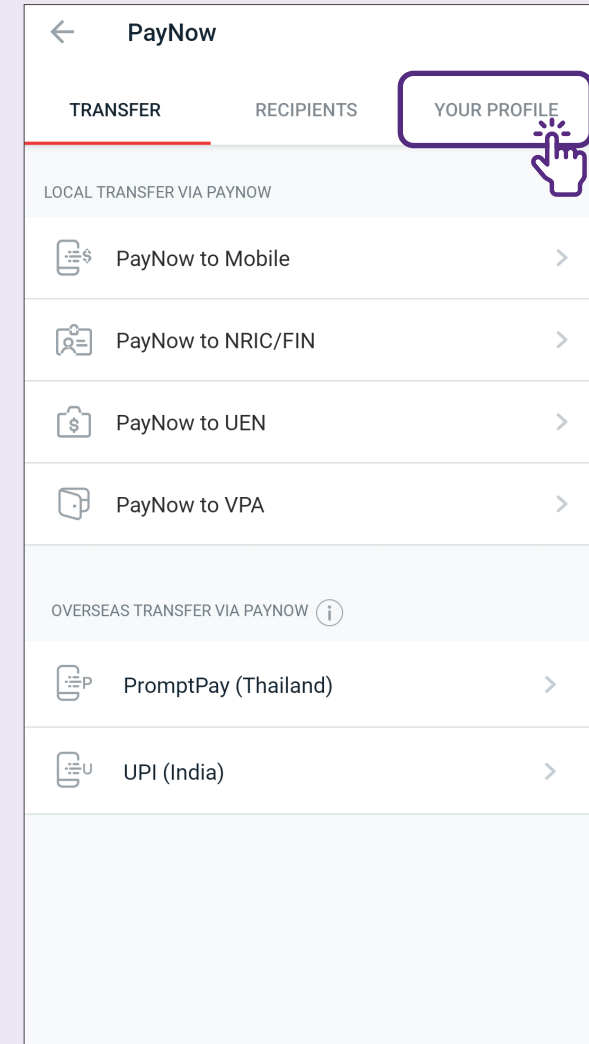 PayNow
TRANSFER RECIPIENTS YOUR PROFILE
LOCAL TRANSFER VIA PAYNOW
$ PayNow to Mobile
PayNow to NRIC/FIN
$ PayNow to UEN
PayNow to VPA
OVERSEAS TRANSFER VIA PAYNOW i
P PromptPay (Thailand)
U UPI (India)